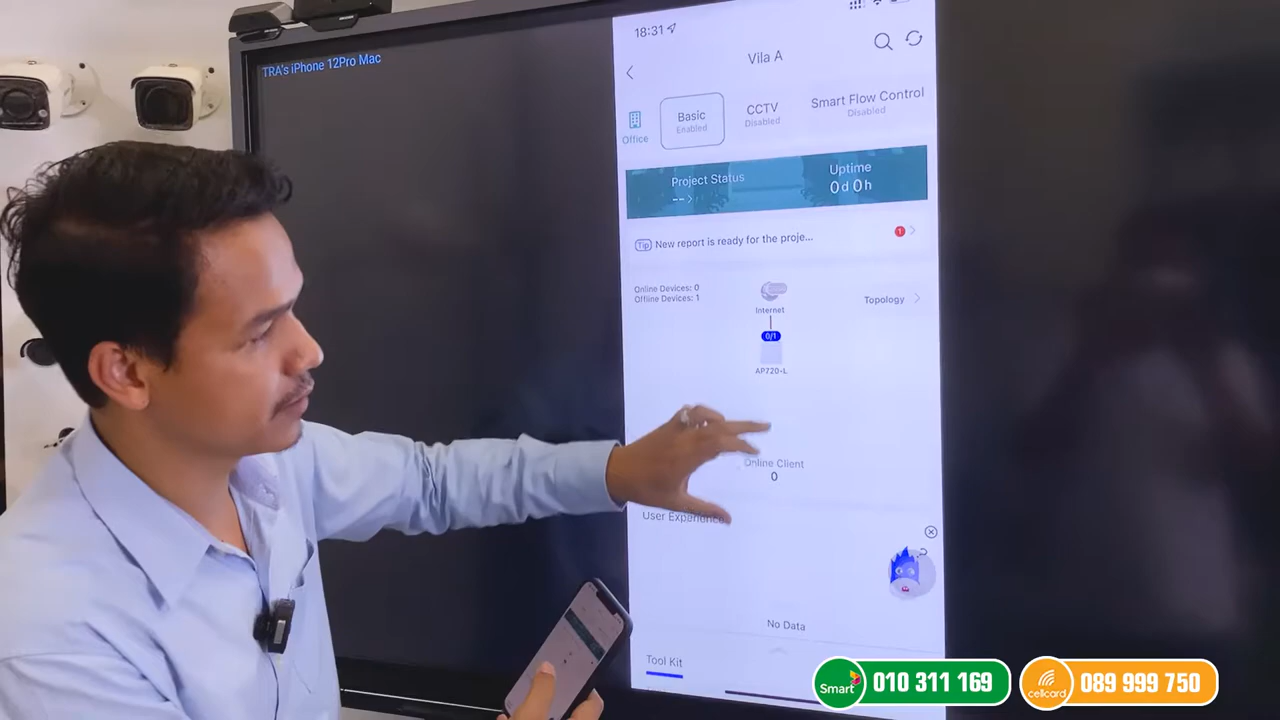 TRA's iPhone 12Pro Mac
18:31
Vila A
Office
Basic
Enabled
CCTV
Disabled
Smart Flow Control
Disabled
Project Status
-- >
Uptime
0d 0h
Tip New report is ready for the proje...
1
Online Devices: 0
Offline Devices: 1
Internet
Topology
0/1
AP720-L
Online Client
0
User Experience
No Data
Tool Kit
Smart 010 311 169
cellcard 089 999 750